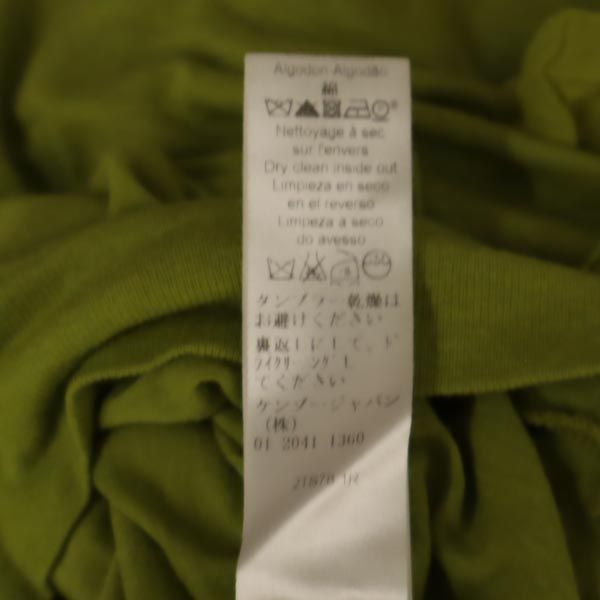 Algodon-Algodão
綿
Nettoyage à sec
sur l'envers
Dry clean inside out
Limpieza en seco
en el reverso
Limpeza à seco
do avesso
タンブラー乾燥は
お避けください
裏返しにして、ド
ライクリーニングし
てください
ケンゾー・ジャパン
(株)
01 2041 1360